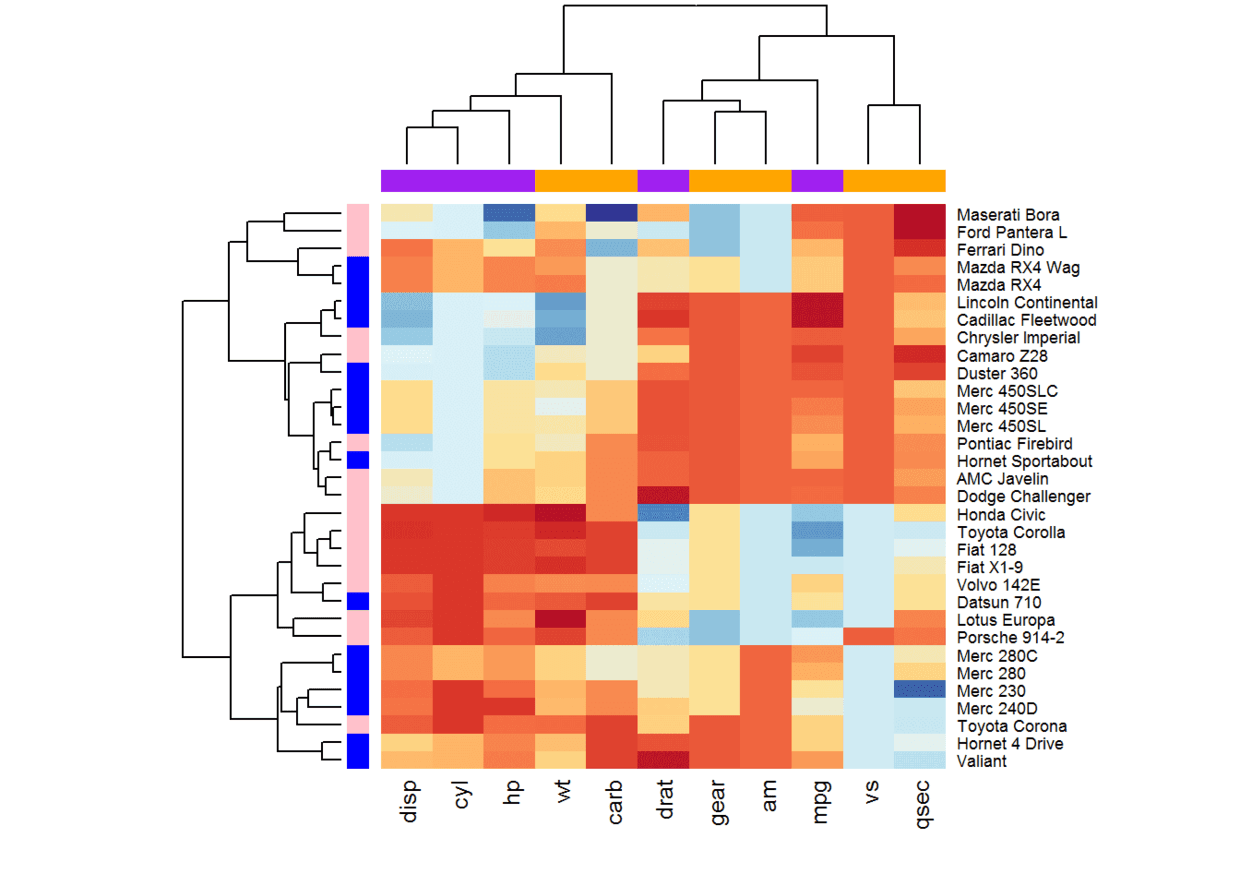 Maserati Bora
Ford Pantera L
Ferrari Dino
Mazda RX4 Wag
Mazda RX4
Lincoln Continental
Cadillac Fleetwood
Chrysler Imperial
Camaro Z28
Duster 360
Merc 450SLC
Merc 450SE
Merc 450SL
Pontiac Firebird
Hornet Sportabout
AMC Javelin
Dodge Challenger
Honda Civic
Toyota Corolla
Fiat 128
Fiat X1-9
Volvo 142E
Datsun 710
Lotus Europa
Porsche 914-2
Merc 280C
Merc 280
Merc 230
Merc 240D
Toyota Corona
Hornet 4 Drive
Valiant
disp
cyl
hp
wt
carb
drat
gear
am
mpg
vs
qsec